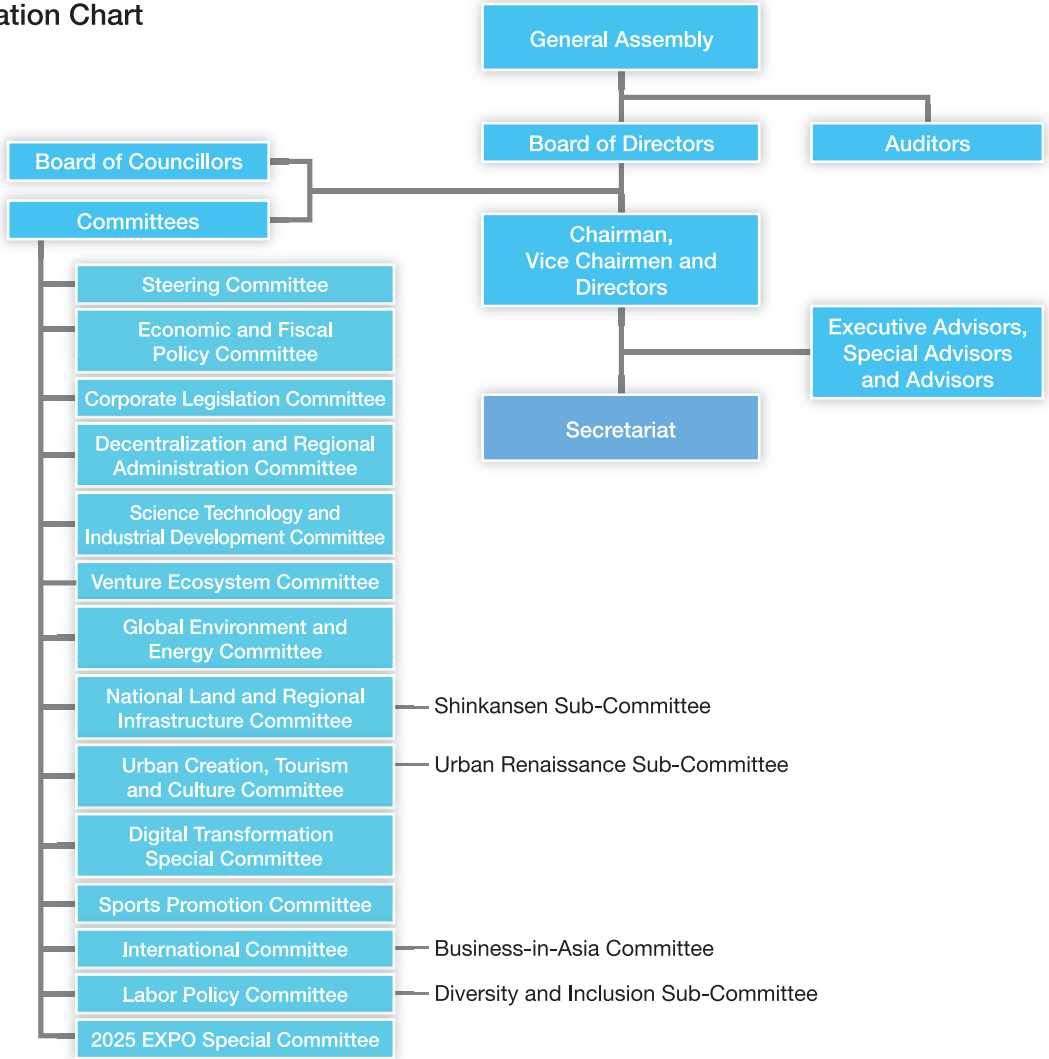 ation Chart
General Assembly
Board of Directors
Auditors
Board of Councillors
Committees
Chairman,
Vice Chairmen and
Directors
Executive Advisors,
Special Advisors
and Advisors
Secretariat
Steering Committee
Economic and Fiscal
Policy Committee
Corporate Legislation Committee
Decentralization and Regional
Administration Committee
Science Technology and
Industrial Development Committee
Venture Ecosystem Committee
Global Environment and
Energy Committee
National Land and Regional
Infrastructure Committee
Shinkansen Sub-Committee
Urban Creation, Tourism
and Culture Committee
Urban Renaissance Sub-Committee
Digital Transformation
Special Committee
Sports Promotion Committee
International Committee
Business-in-Asia Committee
Labor Policy Committee
Diversity and Inclusion Sub-Committee
2025 EXPO Special Committee